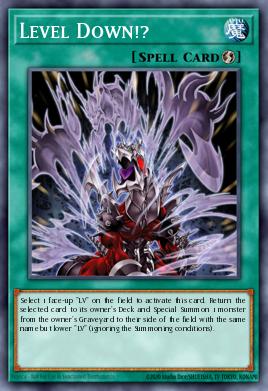 LEVEL DOWN!?
魔
[SPELL CARD]
Select a face-up "LV" on the field to activate this card. Return the
selected card to its owner's Deck and Special Summon 1 monster
from the owner's Graveyard to their side of the field with the same
name but lower "LV" (ignoring the Summoning conditions).
©2020 Studio Dice/SHUEISHA, TV TOKYO, KONAMI